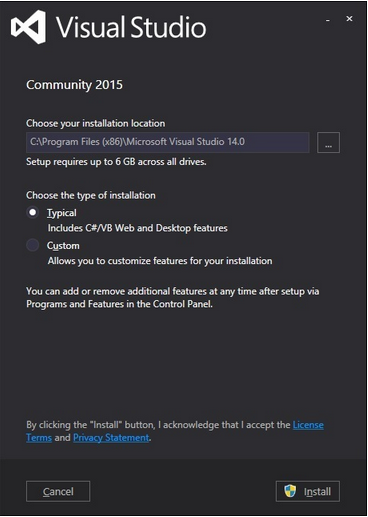 Visual Studio
Community 2015
Choose your installation location
C:\Program Files (x86)\Microsoft Visual Studio 14.0
...
Setup requires up to 6 GB across all drives.
Choose the type of installation
Typical
Includes C#/VB Web and Desktop features
Custom
Allows you to customize features for your installation
You can add or remove additional features at any time after setup via
Programs and Features in the Control Panel.
By clicking the "Install" button, I acknowledge that I accept the License
Terms and Privacy Statement.
Cancel
Install